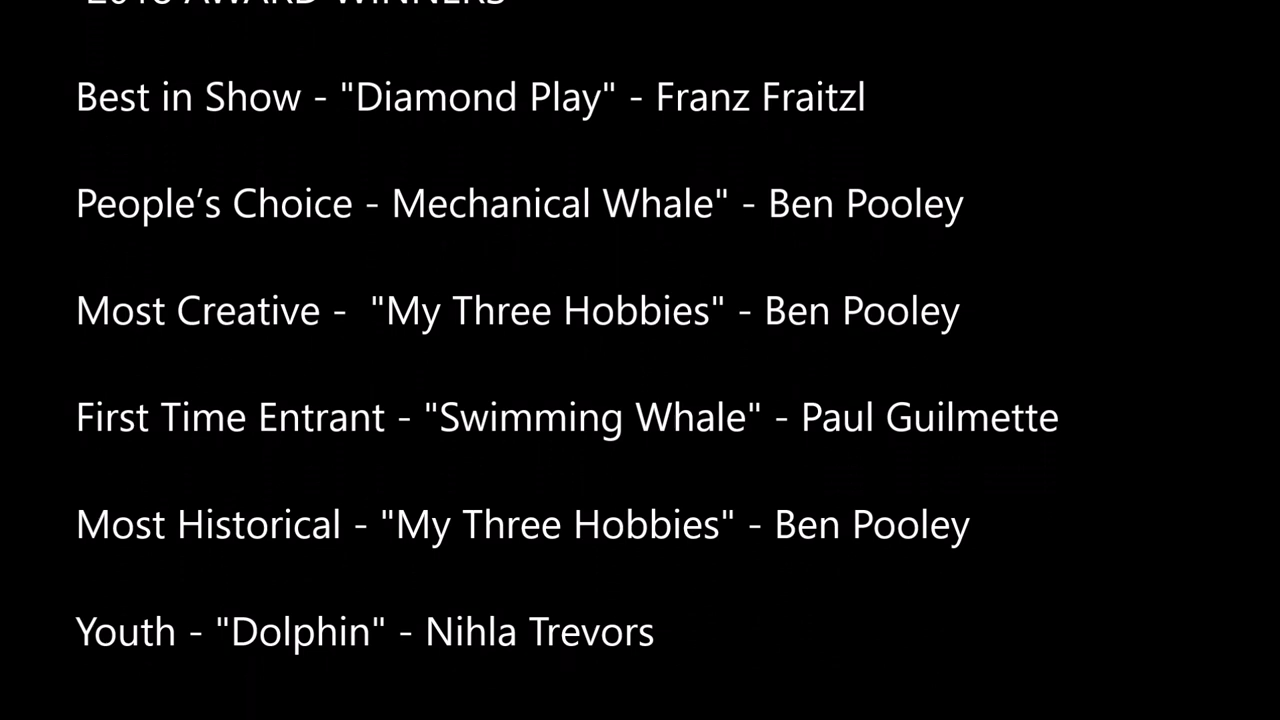 AWARD WINNERS
Best in Show - "Diamond Play" - Franz Fraitzl
People’s Choice - Mechanical Whale" - Ben Pooley
Most Creative -  "My Three Hobbies" - Ben Pooley
First Time Entrant - "Swimming Whale" - Paul Guilmette
Most Historical - "My Three Hobbies" - Ben Pooley
Youth - "Dolphin" - Nihla Trevors